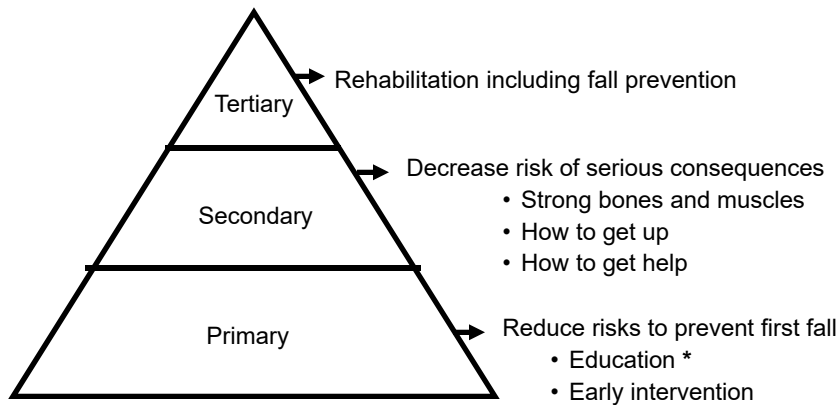 Rehabilitation including fall prevention
Tertiary
Decrease risk of serious consequences
• Strong bones and muscles
Secondary
• How to get up
• How to get help
Reduce risks to prevent first fall
Primary
• Education *
• Early intervention